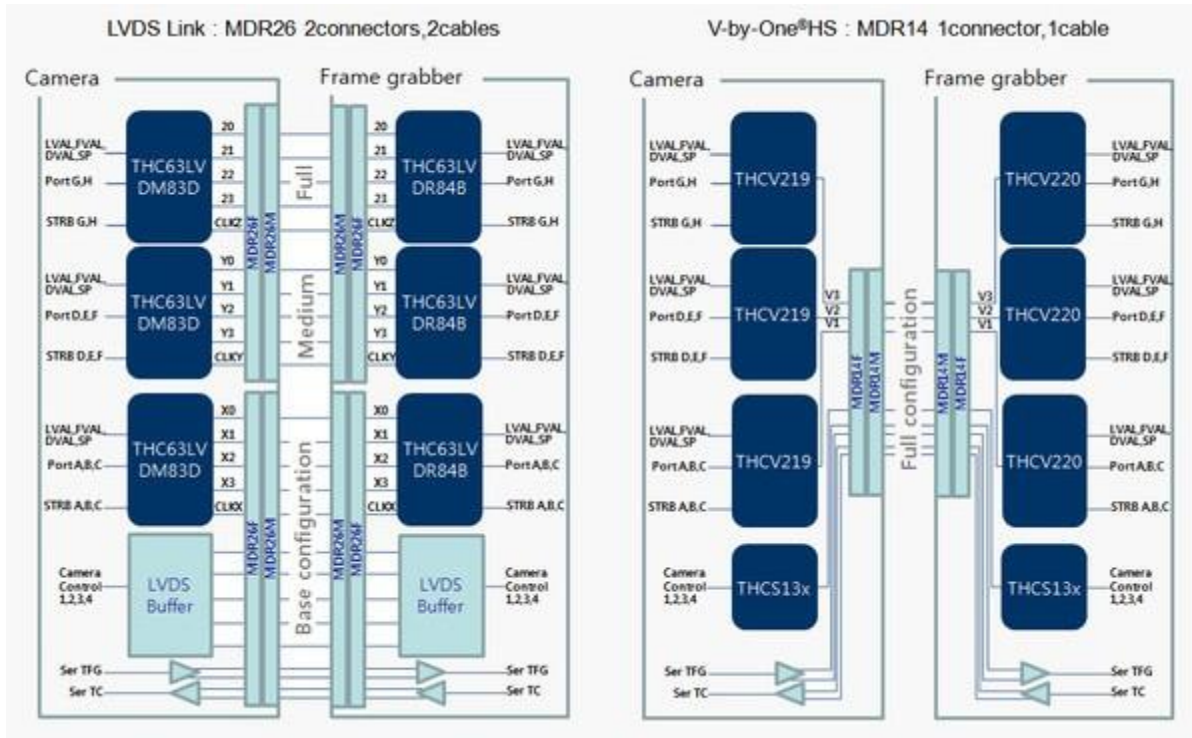 LVDS Link : MDR26 2connectors,2cables
Camera
Frame grabber
LVAL,FVAL,
DVAL,SP
Port G,H
STRB G,H
THC63LV
DM83D
20
21
22
23
CLKZ
MDR26F
MDR26M
Full
MDR26M
MDR26F
20
21
22
23
CLKZ
THC63LV
DR84B
LVAL,FVAL,
DVAL,SP
Port G,H
STRB G,H
LVAL,FVAL,
DVAL,SP
Port D,E,F
STRB D,E,F
THC63LV
DM83D
Y0
Y1
Y2
Y3
CLKY
Medium
Y0
Y1
Y2
Y3
CLKY
THC63LV
DR84B
LVAL,FVAL,
DVAL,SP
Port D,E,F
STRB D,E,F
LVAL,FVAL,
DVAL,SP
Port A,B,C
STRB A,B,C
THC63LV
DM83D
X0
X1
X2
X3
CLKX
MDR26F
MDR26M
Base configuration
MDR26M
MDR26F
X0
X1
X2
X3
CLKX
THC63LV
DR84B
LVAL,FVAL,
DVAL,SP
Port A,B,C
STRB A,B,C
Camera
Control
1,2,3,4
LVDS
Buffer
LVDS
Buffer
Camera
Control
1,2,3,4
Ser TFG
Ser TC
Ser TFG
Ser TC
V-by-One®HS : MDR14 1connector,1cable
Camera
Frame grabber
LVAL,FVAL,
DVAL,SP
Port G,H
STRB G,H
THCV219
THCV220
LVAL,FVAL,
DVAL,SP
Port G,H
STRB G,H
LVAL,FVAL,
DVAL,SP
Port D,E,F
STRB D,E,F
THCV219
V3
V2
V1
MDR14F
MDR14M
Full configuration
MDR14M
MDR14F
V3
V2
V1
THCV220
LVAL,FVAL,
DVAL,SP
Port D,E,F
STRB D,E,F
LVAL,FVAL,
DVAL,SP
Port A,B,C
STRB A,B,C
THCV219
THCV220
LVAL,FVAL,
DVAL,SP
Port A,B,C
STRB A,B,C
Camera
Control
1,2,3,4
THCS13x
THCS13x
Camera
Control
1,2,3,4
Ser TFG
Ser TC
Ser TFG
Ser TC